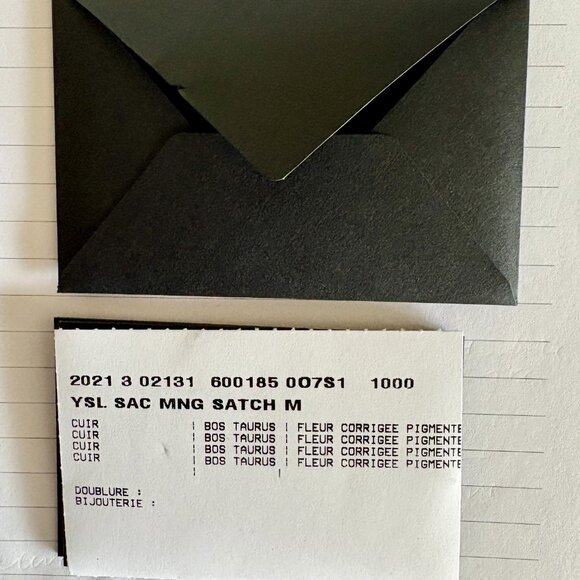 2021 3 02131 600185 0O7S1 1000
YSL SAC MNG SATCH M
CUIR | BOS TAURUS | FLEUR CORRIGEE PIGMENTE
CUIR | BOS TAURUS | FLEUR CORRIGEE PIGMENTE
CUIR | BOS TAURUS | FLEUR CORRIGEE PIGMENTE
CUIR | BOS TAURUS | FLEUR CORRIGEE PIGMENTE
DOUBLURE :
BIJOUTERIE :